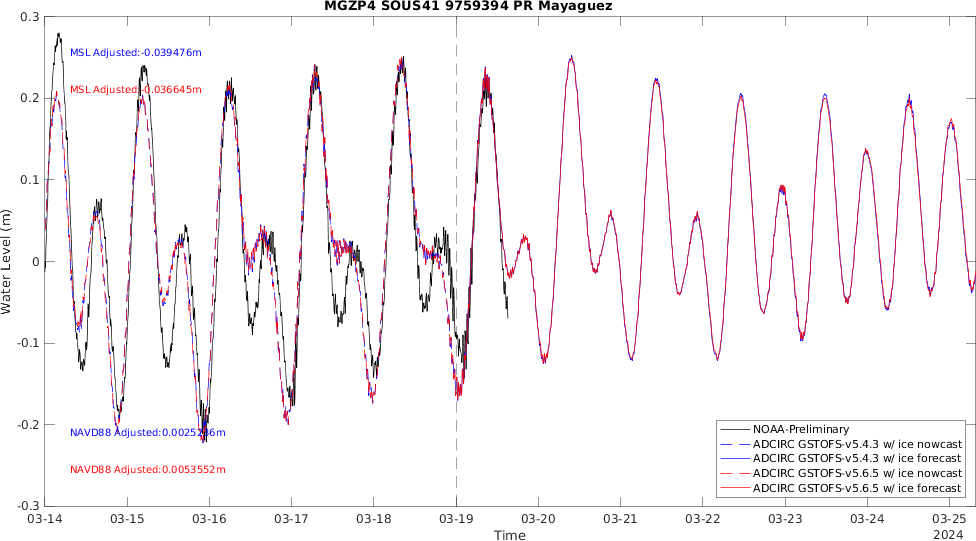 MGZP4 SOUS41 9759394 PR Mayaguez
0.3
MSL Adjusted:-0.039476m
MSL Adjusted:-0.036645m
0.2
0.1
0
Water Level (m)
-0.1
-0.2
NAVD88 Adjusted:
NAVD88 Adjusted:0.0053552m
-0.3
NOAA-Preliminary
ADCIRC GSTOFS-v5.4.3 w/ ice nowcast
ADCIRC GSTOFS-v5.4.3 w/ ice forecast
ADCIRC GSTOFS-v5.6.5 w/ ice nowcast
ADCIRC GSTOFS-v5.6.5 w/ ice forecast
03-14 03-15 03-16 03-17 03-18 03-19 03-20 03-21 03-22 03-23 03-24 03-25
Time
2024